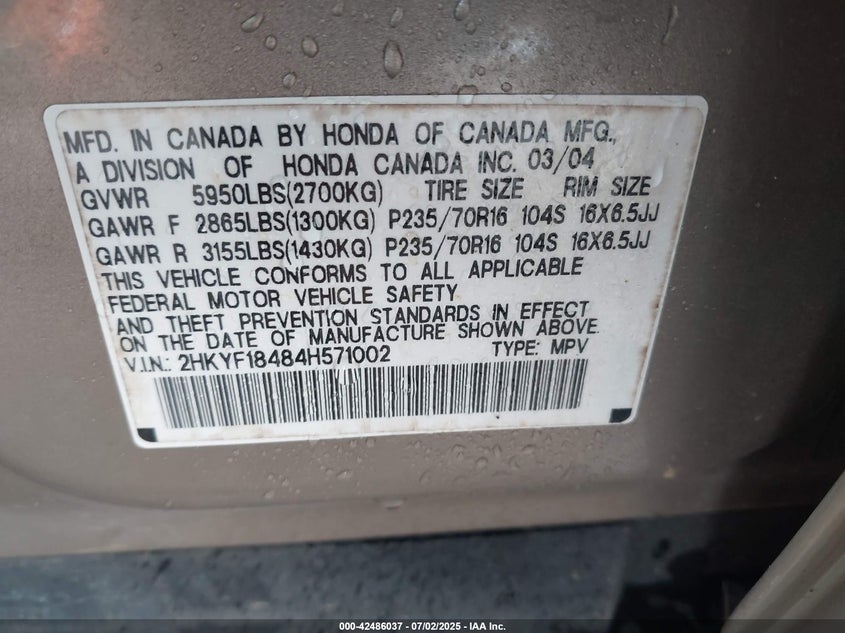 MFD. IN CANADA BY HONDA OF CANADA MFG.,
A DIVISION OF HONDA CANADA INC. 03/04
GVWR 5950LBS(2700KG) TIRE SIZE RIM SIZE
GAWR F 2865LBS(1300KG) P235/70R16 104S 16X6.5JJ
GAWR R 3155LBS(1430KG) P235/70R16 104S 16X6.5JJ
THIS VEHICLE CONFORMS TO ALL APPLICABLE
FEDERAL MOTOR VEHICLE SAFETY
AND THEFT PREVENTION STANDARDS IN EFFECT
ON THE DATE OF MANUFACTURE SHOWN ABOVE.
V.I.N.: 2HKYF18484H571002 TYPE: MPV
000-42486037 - 07/02/2025 - IAA Inc.